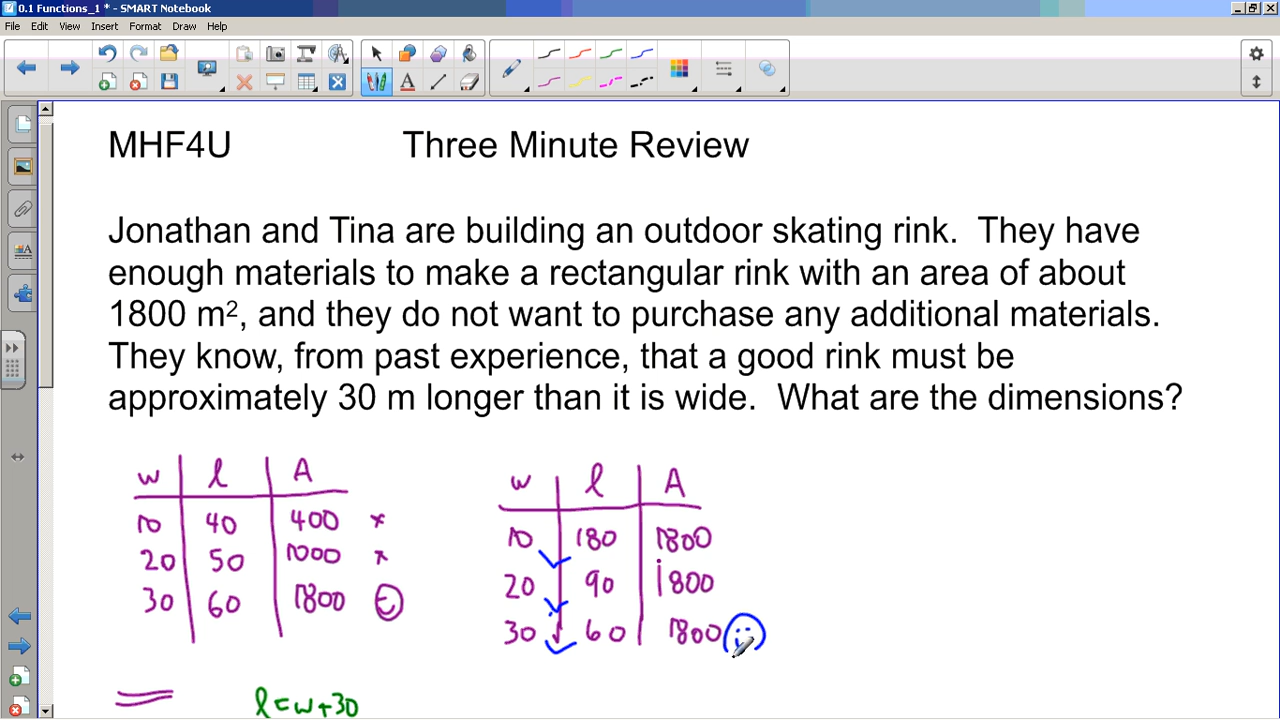 0.1 Functions_1 * - SMART Notebook
File Edit View Insert Format Draw Help
MHF4U Three Minute Review
Jonathan and Tina are building an outdoor skating rink. They have
enough materials to make a rectangular rink with an area of about
1800 m², and they do not want to purchase any additional materials.
They know, from past experience, that a good rink must be
approximately 30 m longer than it is wide. What are the dimensions?
w l A
10 40 400 x
20 50 1000 x
30 60 1800
w l A
10 180 1800
20 90 1800
30 60 1800
l = w + 30